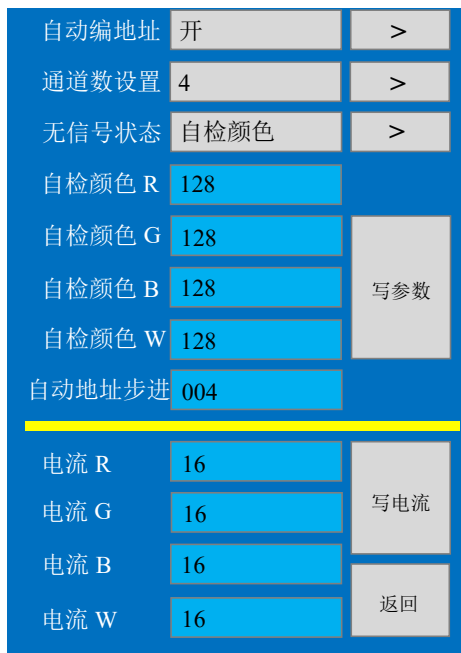 自动编地址 开 >
通道数设置 4 >
无信号状态 自检颜色 >
自检颜色 R 128
自检颜色 G 128
自检颜色 B 128
写参数
自检颜色 W 128
自动地址步进 004
电流 R 16
写电流
电流 G 16
电流 B 16
返回
电流 W 16